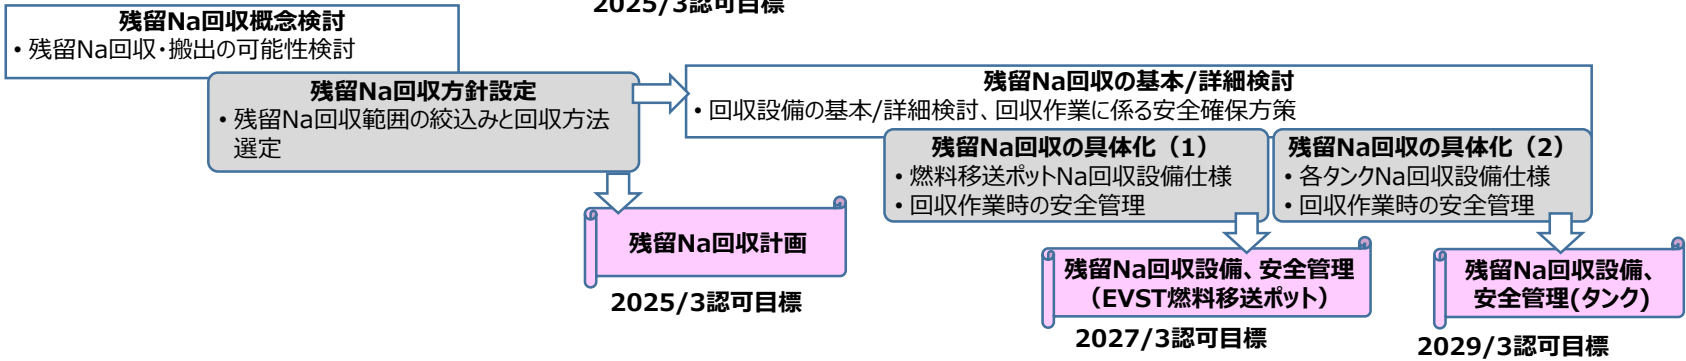 2025/3認可目標
残留Na回収概念検討
• 残留Na回収・搬出の可能性検討
残留Na回収方針設定
• 残留Na回収範囲の絞込みと回収方法
選定
残留Na回収の基本/詳細検討
• 回収設備の基本/詳細検討、回収作業に係る安全確保方策
残留Na回収の具体化（1）
• 燃料移送ポットNa回収設備仕様
• 回収作業時の安全管理
残留Na回収の具体化（2）
• 各タンクNa回収設備仕様
• 回収作業時の安全管理
残留Na回収計画
2025/3認可目標
残留Na回収設備、安全管理
（EVST燃料移送ポット）
2027/3認可目標
残留Na回収設備、
安全管理(タンク)
2029/3認可目標